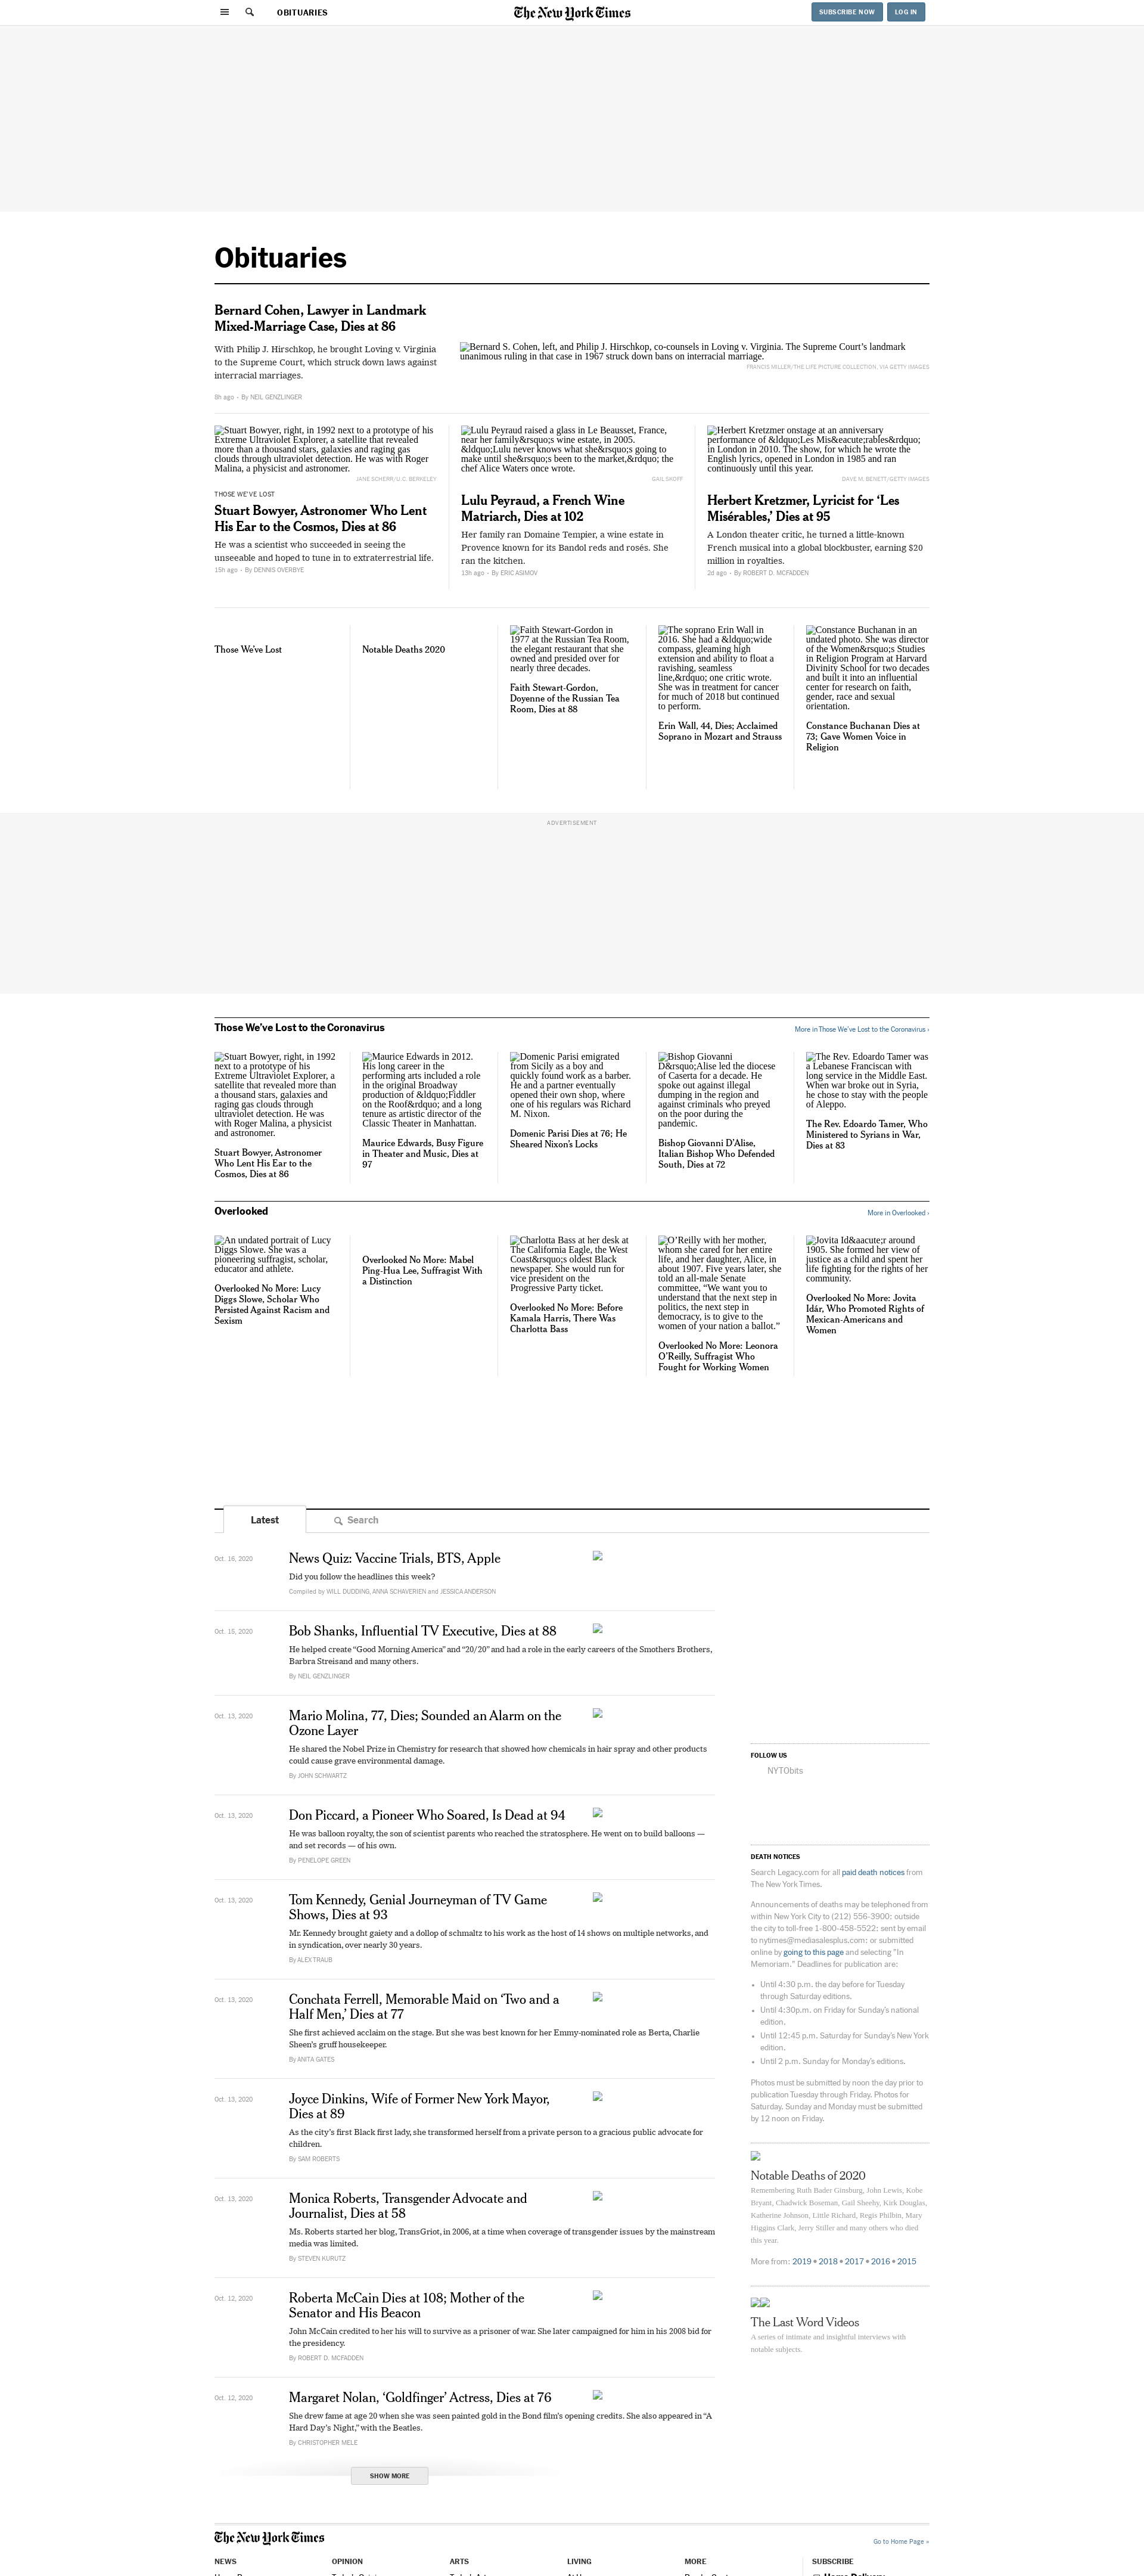 OBITUARIES
The New York Times
SUBSCRIBE NOW
LOG IN
Obituaries
Bernard Cohen, Lawyer in Landmark
Mixed-Marriage Case, Dies at 86
With Philip J. Hirschkop, he brought Loving v. Virginia
to the Supreme Court, which struck down laws against
interracial marriages.
8h ago • By NEIL GENZLINGER
Bernard S. Cohen, left, and Philip J. Hirschkop, co-counsels in Loving v. Virginia. The Supreme Court's landmark
unanimous ruling in that case in 1967 struck down bans on interracial marriage.
FRANCIS MILLER/THE LIFE PICTURE COLLECTION, VIA GETTY IMAGES
Stuart Bowyer, right, in 1992 next to a prototype of his
Extreme Ultraviolet Explorer, a satellite that revealed
more than a thousand stars, galaxies and raging gas
clouds through ultraviolet detection. He was with Roger
Malina, a physicist and astronomer.
JANE SCHERR/U.C. BERKELEY
THOSE WE'VE LOST
Stuart Bowyer, Astronomer Who Lent
His Ear to the Cosmos, Dies at 86
He was a scientist who succeeded in seeing the
unseeable and hoped to tune in to extraterrestrial life.
15h ago • By DENNIS OVERBYE
Lulu Peyraud raised a glass in Le Beausset, France,
near her family&rsquo;s wine estate, in 2005.
&ldquo;Lulu never knows what she&rsquo;s going to
make until she&rsquo;s been to the market,&rdquo; the
chef Alice Waters once wrote.
GAIL SKOFF
Lulu Peyraud, a French Wine
Matriarch, Dies at 102
Her family ran Domaine Tempier, a wine estate in
Provence known for its Bandol reds and rosés. She
ran the kitchen.
13h ago • By ERIC ASIMOV
Herbert Kretzmer onstage at an anniversary
performance of &ldquo;Les Mis&eacute;rables&rdquo;
in London in 2010. The show, for which he wrote the
English lyrics, opened in London in 1985 and ran
continuously until this year.
DAVE M. BENETT/GETTY IMAGES
Herbert Kretzmer, Lyricist for ‘Les
Misérables,’ Dies at 95
A London theater critic, he turned a little-known
French musical into a global blockbuster, earning $20
million in royalties.
2d ago • By ROBERT D. MCFADDEN
Those We've Lost
Notable Deaths 2020
Faith Stewart-Gordon in
1977 at the Russian Tea Room,
the elegant restaurant that she
owned and presided over for
nearly three decades.
Faith Stewart-Gordon,
Doyenne of the Russian Tea
Room, Dies at 88
The soprano Erin Wall in
2016. She had a &ldquo;wide
compass, gleaming high
extension and ability to float a
ravishing, seamless
line,&rdquo; one critic wrote.
She was in treatment for cancer
for much of 2018 but continued
to perform.
Erin Wall, 44, Dies; Acclaimed
Soprano in Mozart and Strauss
Constance Buchanan in an
undated photo. She was director
of the Women&rsquo;s Studies
in Religion Program at Harvard
Divinity School for two decades
and built it into an influential
center for research on faith,
gender, race and sexual
orientation.
Constance Buchanan Dies at
73; Gave Women Voice in
Religion
ADVERTISEMENT
Those We've Lost to the Coronavirus
More in Those We've Lost to the Coronavirus ›
Stuart Bowyer, right, in 1992
next to a prototype of his
Extreme Ultraviolet Explorer, a
satellite that revealed more than
a thousand stars, galaxies and
raging gas clouds through
ultraviolet detection. He was
with Roger Malina, a physicist
and astronomer.
Stuart Bowyer, Astronomer
Who Lent His Ear to the
Cosmos, Dies at 86
Maurice Edwards in 2012.
His long career in the
performing arts included a role
in the original Broadway
production of &ldquo;Fiddler
on the Roof&rdquo; and a long
tenure as artistic director of the
Classic Theater in Manhattan.
Maurice Edwards, Busy Figure
in Theater and Music, Dies at
97
Domenic Parisi emigrated
from Sicily as a boy and
quickly found work as a barber.
He and a partner eventually
opened their own shop, where
one of his regulars was Richard
M. Nixon.
Domenic Parisi Dies at 76; He
Sheared Nixon's Locks
Bishop Giovanni
D&rsquo;Alise led the diocese
of Caserta for a decade. He
spoke out against illegal
dumping in the region and
against criminals who preyed
on the poor during the
pandemic.
Bishop Giovanni D'Alise,
Italian Bishop Who Defended
South, Dies at 72
The Rev. Edoardo Tamer was
a Lebanese Franciscan with
long service in the Middle East.
When war broke out in Syria,
he chose to stay with the people
of Aleppo.
The Rev. Edoardo Tamer, Who
Ministered to Syrians in War,
Dies at 83
Overlooked
More in Overlooked ›
An undated portrait of Lucy
Diggs Slowe. She was a
pioneering suffragist, scholar,
educator and athlete.
Overlooked No More: Lucy
Diggs Slowe, Scholar Who
Persisted Against Racism and
Sexism
Overlooked No More: Mabel
Ping-Hua Lee, Suffragist With
a Distinction
Charlotta Bass at her desk at
The California Eagle, the West
Coast&rsquo;s oldest Black
newspaper. She would run for
vice president on the
Progressive Party ticket.
Overlooked No More: Before
Kamala Harris, There Was
Charlotta Bass
O'Reilly with her mother,
whom she cared for her entire
life, and her daughter, Alice, in
about 1907. Five years later, she
told an all-male Senate
committee, “We want you to
understand that the next step in
politics, the next step in
democracy, is to give to the
women of your nation a ballot.”
Overlooked No More: Leonora
O'Reilly, Suffragist Who
Fought for Working Women
Jovita Id&aacute;r around
1905. She formed her view of
justice as a child and spent her
life fighting for the rights of her
community.
Overlooked No More: Jovita
Idár, Who Promoted Rights of
Mexican-Americans and
Women
Latest
Search
Oct. 16, 2020
News Quiz: Vaccine Trials, BTS, Apple
Did you follow the headlines this week?
Compiled by WILL DUDDING, ANNA SCHAVERIEN and JESSICA ANDERSON
Oct. 15, 2020
Bob Shanks, Influential TV Executive, Dies at 88
He helped create “Good Morning America” and “20/20” and had a role in the early careers of the Smothers Brothers,
Barbra Streisand and many others.
By NEIL GENZLINGER
Oct. 13, 2020
Mario Molina, 77, Dies; Sounded an Alarm on the
Ozone Layer
He shared the Nobel Prize in Chemistry for research that showed how chemicals in hair spray and other products
could cause grave environmental damage.
By JOHN SCHWARTZ
Oct. 13, 2020
Don Piccard, a Pioneer Who Soared, Is Dead at 94
He was balloon royalty, the son of scientist parents who reached the stratosphere. He went on to build balloons —
and set records — of his own.
By PENELOPE GREEN
Oct. 13, 2020
Tom Kennedy, Genial Journeyman of TV Game
Shows, Dies at 93
Mr. Kennedy brought gaiety and a dollop of schmaltz to his work as the host of 14 shows on multiple networks, and
in syndication, over nearly 30 years.
By ALEX TRAUB
Oct. 13, 2020
Conchata Ferrell, Memorable Maid on ‘Two and a
Half Men,’ Dies at 77
She first achieved acclaim on the stage. But she was best known for her Emmy-nominated role as Berta, Charlie
Sheen's gruff housekeeper.
By ANITA GATES
Oct. 13, 2020
Joyce Dinkins, Wife of Former New York Mayor,
Dies at 89
As the city's first Black first lady, she transformed herself from a private person to a gracious public advocate for
children.
By SAM ROBERTS
Oct. 13, 2020
Monica Roberts, Transgender Advocate and
Journalist, Dies at 58
Ms. Roberts started her blog, TransGriot, in 2006, at a time when coverage of transgender issues by the mainstream
media was limited.
By STEVEN KURUTZ
Oct. 12, 2020
Roberta McCain Dies at 108; Mother of the
Senator and His Beacon
John McCain credited to her his will to survive as a prisoner of war. She later campaigned for him in his 2008 bid for
the presidency.
By ROBERT D. MCFADDEN
Oct. 12, 2020
Margaret Nolan, ‘Goldfinger’ Actress, Dies at 76
She drew fame at age 20 when she was seen painted gold in the Bond film's opening credits. She also appeared in “A
Hard Day's Night,” with the Beatles.
By CHRISTOPHER MELE
SHOW MORE
FOLLOW US
NYTObits
DEATH NOTICES
Search Legacy.com for all paid death notices from
The New York Times.
Announcements of deaths may be telephoned from
within New York City to (212) 556-3900; outside
the city to toll-free 1-800-458-5522; sent by email
to nytimes@mediasalesplus.com; or submitted
online by going to this page and selecting "In
Memoriam." Deadlines for publication are:
• Until 4:30 p.m. the day before for Tuesday
through Saturday editions.
• Until 4:30p.m. on Friday for Sunday's national
edition.
• Until 12:45 p.m. Saturday for Sunday's New York
edition.
• Until 2 p.m. Sunday for Monday's editions.
Photos must be submitted by noon the day prior to
publication Tuesday through Friday. Photos for
Saturday, Sunday and Monday must be submitted
by 12 noon on Friday.
Notable Deaths of 2020
Remembering Ruth Bader Ginsburg, John Lewis, Kobe
Bryant, Chadwick Boseman, Gail Sheehy, Kirk Douglas,
Katherine Johnson, Little Richard, Regis Philbin, Mary
Higgins Clark, Jerry Stiller and many others who died
this year.
More from: 2019 • 2018 • 2017 • 2016 • 2015
The Last Word Videos
A series of intimate and insightful interviews with
notable subjects.
The New York Times
Go to Home Page »
NEWS
OPINION
ARTS
LIVING
MORE
SUBSCRIBE